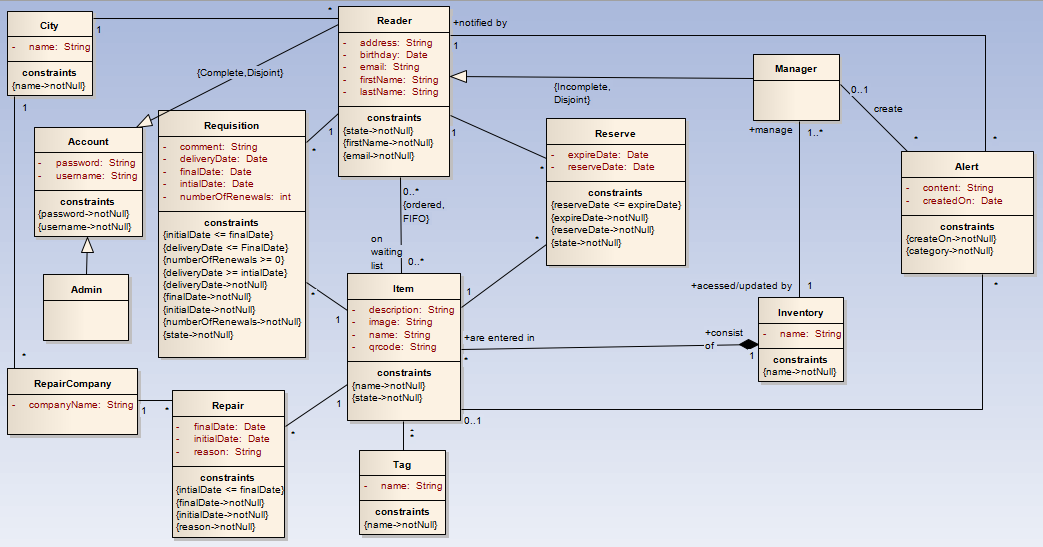 City
- name: String
constraints
{name->notNull}
1
*
1
Reader
- address: String
- birthday: Date
- email: String
- firstName: String
- lastName: String
constraints
{state->notNull}
{firstName->notNull}
{email->notNull}
+notified by
1
{Complete,Disjoint}
{Incomplete,
Disjoint}
Manager
0..1
create
*
*
+manage
1..*
Account
- password: String
- username: String
constraints
{password->notNull}
{username->notNull}
Requisition
- comment: String
- deliveryDate: Date
- finalDate: Date
- intialDate: Date
- numberOfRenewals: int
constraints
{initialDate <= finalDate}
{deliveryDate <= FinalDate}
{numberOfRenewals >= 0}
{deliveryDate >= intialDate}
{deliveryDate->notNull}
{finalDate->notNull}
{initialDate->notNull}
{numberOfRenewals->notNull}
{state->notNull}
1
*
1
*
Reserve
- expireDate: Date
- reserveDate: Date
constraints
{reserveDate <= expireDate}
{expireDate->notNull}
{reserveDate->notNull}
{state->notNull}
Alert
- content: String
- createdOn: Date
constraints
{createOn->notNull}
{category->notNull}
*
0..*
{ordered,
FIFO}
on
waiting
list
0..*
*
1
Admin
*
1
Item
- description: String
- image: String
- name: String
- qrcode: String
constraints
{name->notNull}
{state->notNull}
+are entered in
*
+acessed/updated by
1
+consist
of
1
Inventory
- name: String
constraints
{name->notNull}
*
RepairCompany
- companyName: String
1
*
Repair
- finalDate: Date
- initialDate: Date
- reason: String
constraints
{intialDate <= finalDate}
{finalDate->notNull}
{initialDate->notNull}
{reason->notNull}
1
*
0..1
*
*
Tag
- name: String
constraints
{name->notNull}